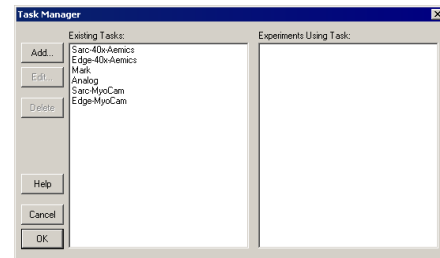 Task Manager
Existing Tasks:
Experiments Using Task:
Add...
Edit...
Delete
Help
Cancel
OK
Sarc-40x-Aemics
Edge-40x-Aemics
Mark
Analog
Sarc-MyoCam
Edge-MyoCam